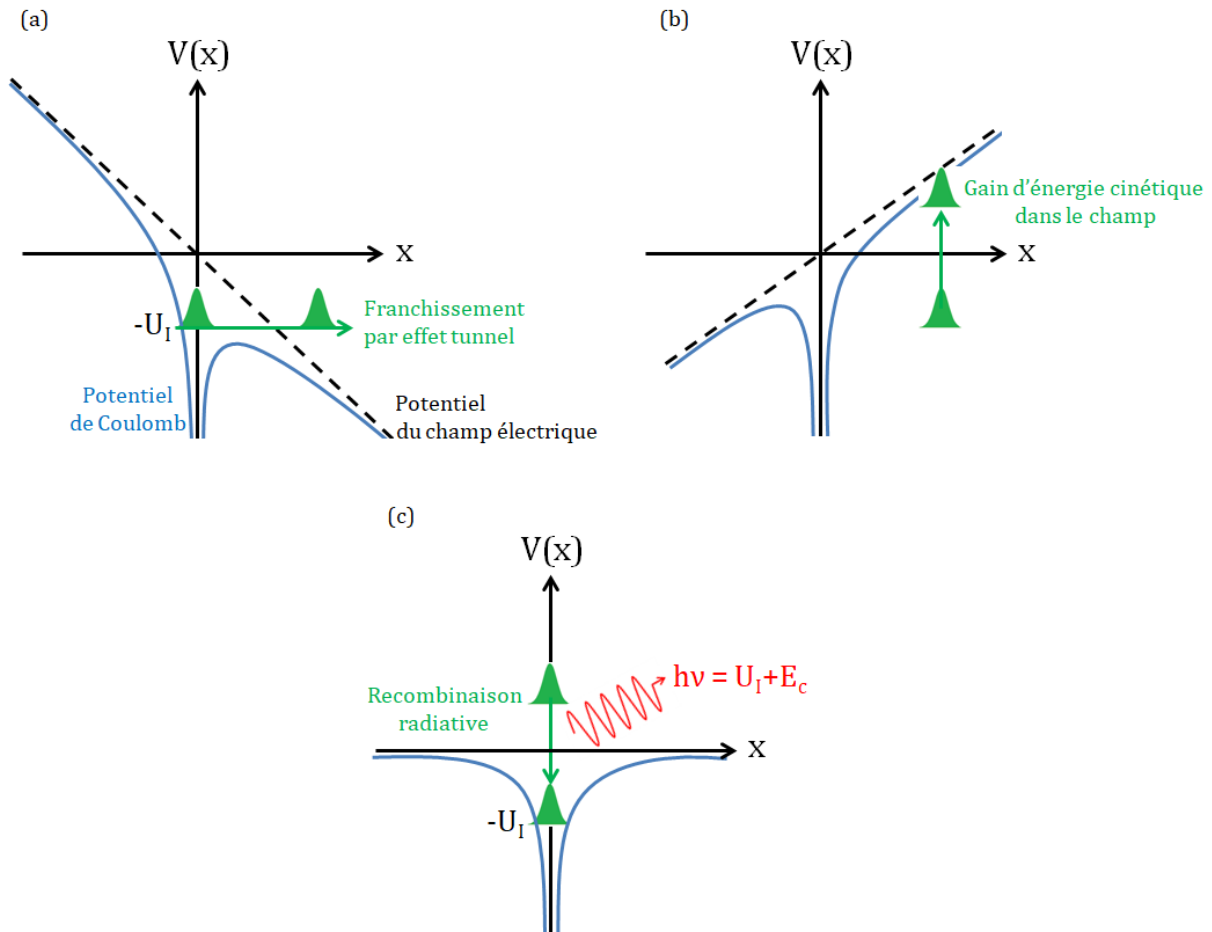 (a)
V(x)
x
-U_I
Franchissement
par effet tunnel
Potentiel
de Coulomb
Potentiel
du champ électrique
(b)
V(x)
x
Gain d'énergie cinétique
dans le champ
(c)
V(x)
x
Recombinaison
radiative
hν = U_I+E_c
-U_I